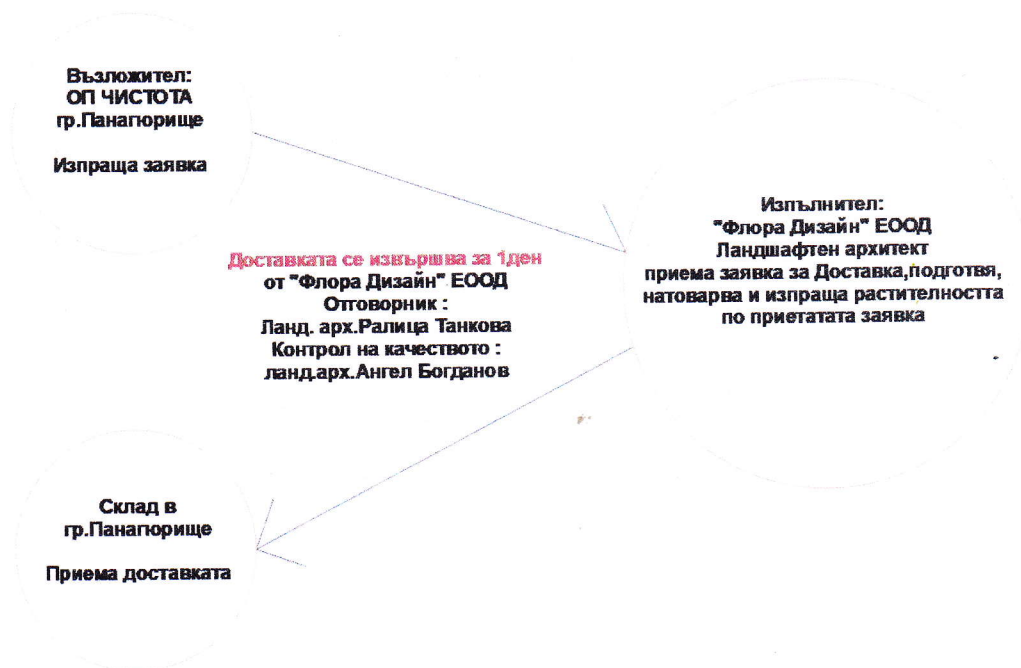 Възложител:
ОП ЧИСТОТА
гр.Панагюрище
Изпраща заявка
Доставката се извършва за 1ден
от "Флора Дизайн" ЕООД
Отговорник :
Ланд. арх.Ралица Танкова
Контрол на качеството :
ланд.арх.Ангел Богданов
Изпълнител:
"Флора Дизайн" ЕООД
Ландшафтен архитект
приема заявка за Доставка,подготвя,
натоварва и изпраща растителността
по приетатата заявка
Склад в
гр.Панагюрище
Приема доставката